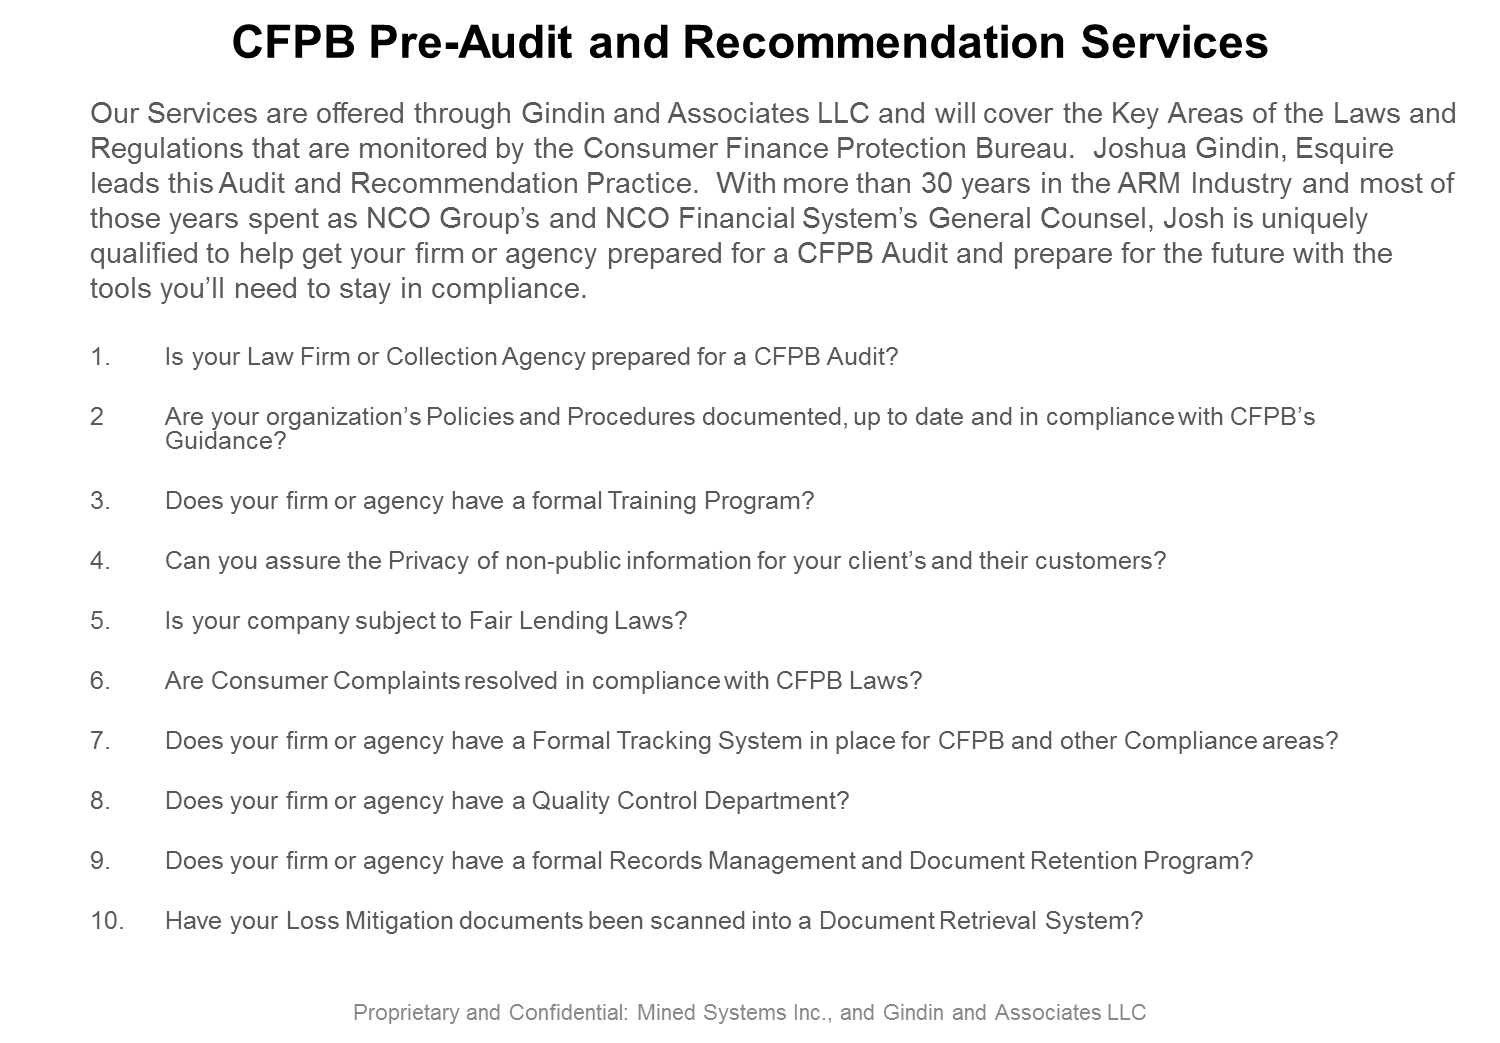 CFPB Pre-Audit and Recommendation Services
Our Services are offered through Gindin and Associates LLC and will cover the Key Areas of the Laws and
Regulations that are monitored by the Consumer Finance Protection Bureau.  Joshua Gindin, Esquire
leads this Audit and Recommendation Practice.  With more than 30 years in the ARM Industry and most of
those years spent as NCO Group’s and NCO Financial System’s General Counsel, Josh is uniquely
qualified to help get your firm or agency prepared for a CFPB Audit and prepare for the future with the
tools you’ll need to stay in compliance.
1. Is your Law Firm or Collection Agency prepared for a CFPB Audit?
2 Are your organization’s Policies and Procedures documented, up to date and in compliance with CFPB’s
Guidance?
3. Does your firm or agency have a formal Training Program?
4. Can you assure the Privacy of non-public information for your client’s and their customers?
5. Is your company subject to Fair Lending Laws?
6. Are Consumer Complaints resolved in compliance with CFPB Laws?
7. Does your firm or agency have a Formal Tracking System in place for CFPB and other Compliance areas?
8. Does your firm or agency have a Quality Control Department?
9. Does your firm or agency have a formal Records Management and Document Retention Program?
10. Have your Loss Mitigation documents been scanned into a Document Retrieval System?
Proprietary and Confidential: Mined Systems Inc., and Gindin and Associates LLC